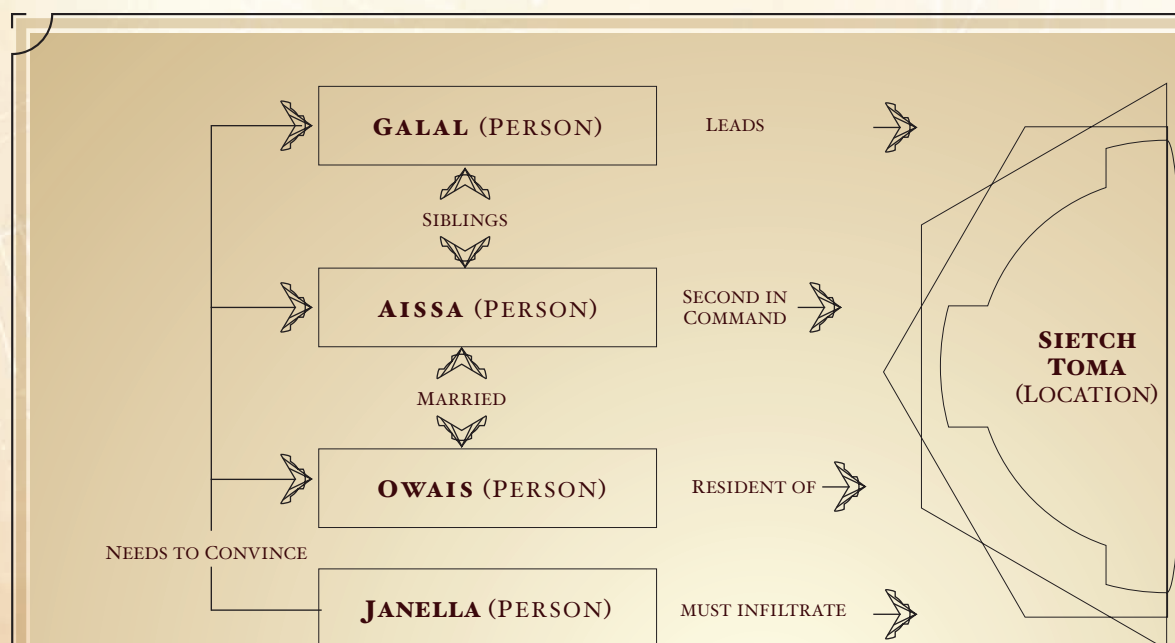 GALAL (PERSON)
LEADS
SIBLINGS
AISSA (PERSON)
SECOND IN
COMMAND
SIETCH
TOMA
(LOCATION)
MARRIED
OWAIS (PERSON)
RESIDENT OF
NEEDS TO CONVINCE
JANELLA (PERSON)
MUST INFILTRATE